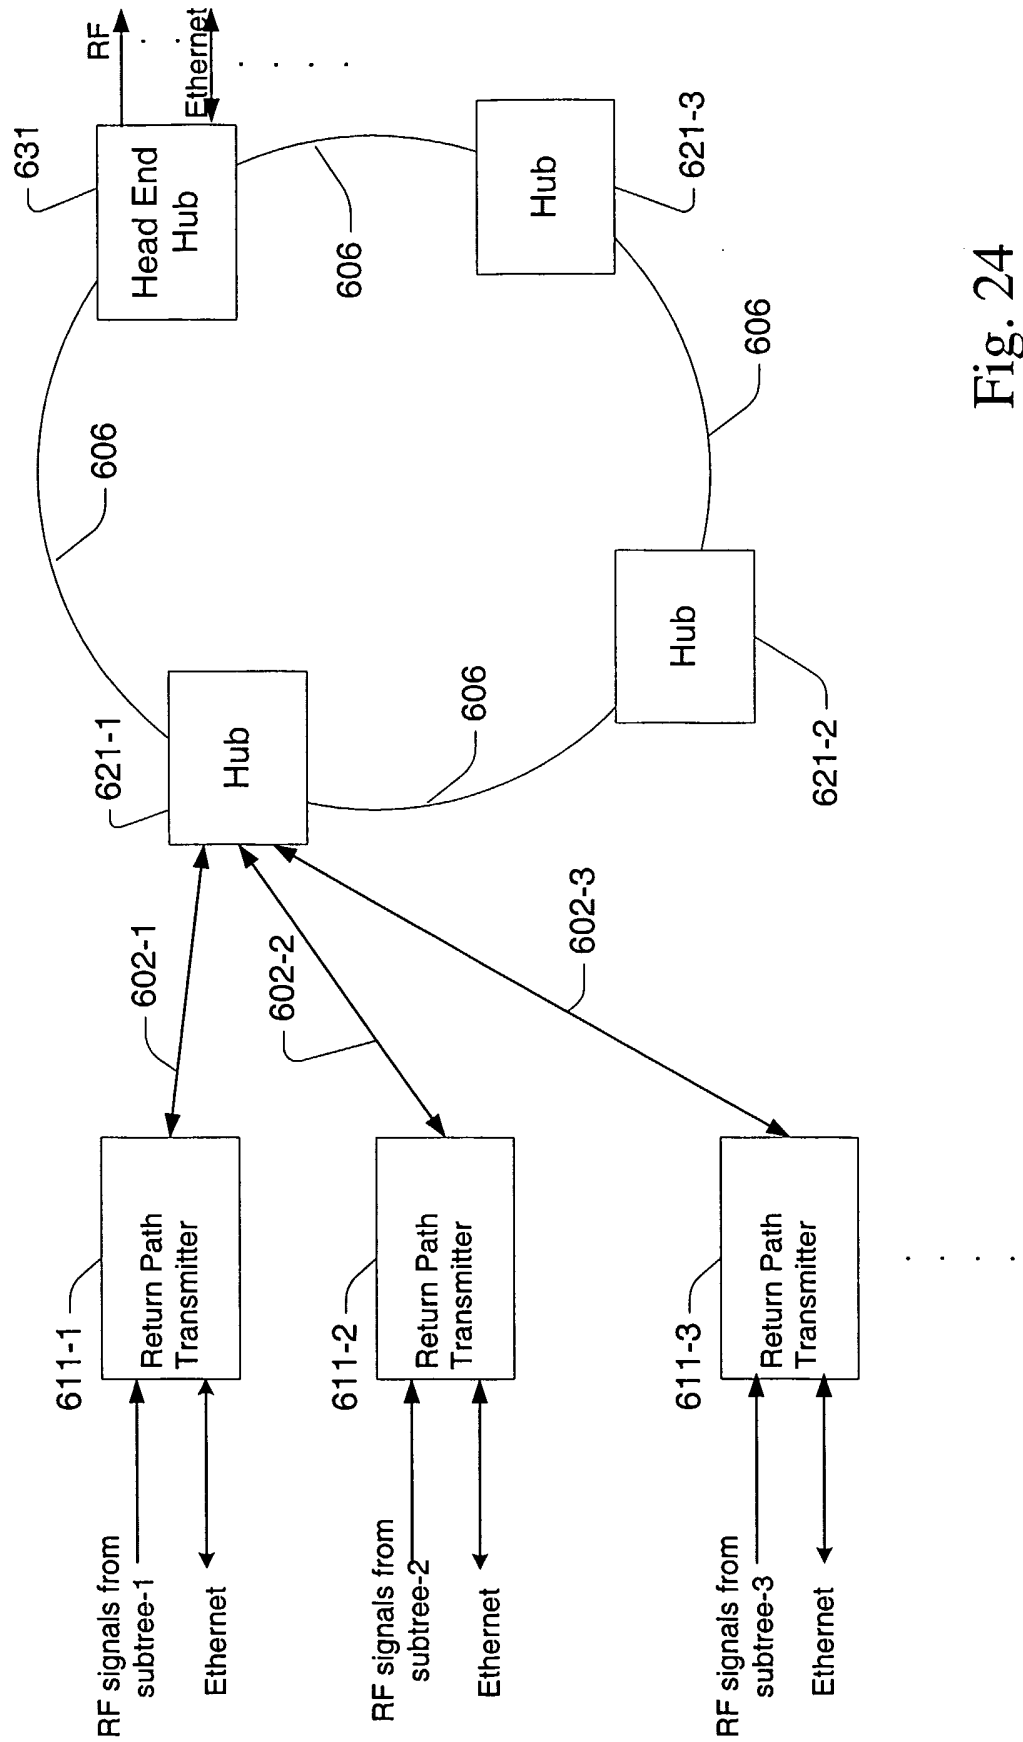 RF signals from
subtree-1
Ethernet
611-1
Return Path
Transmitter
602-1
RF signals from
subtree-2
Ethernet
611-2
Return Path
Transmitter
602-2
RF signals from
subtree-3
Ethernet
611-3
Return Path
Transmitter
602-3
621-1
Hub
606
606
631
Head End
Hub
RF
Ethernet
606
621-2
Hub
606
Hub
621-3
Fig. 24